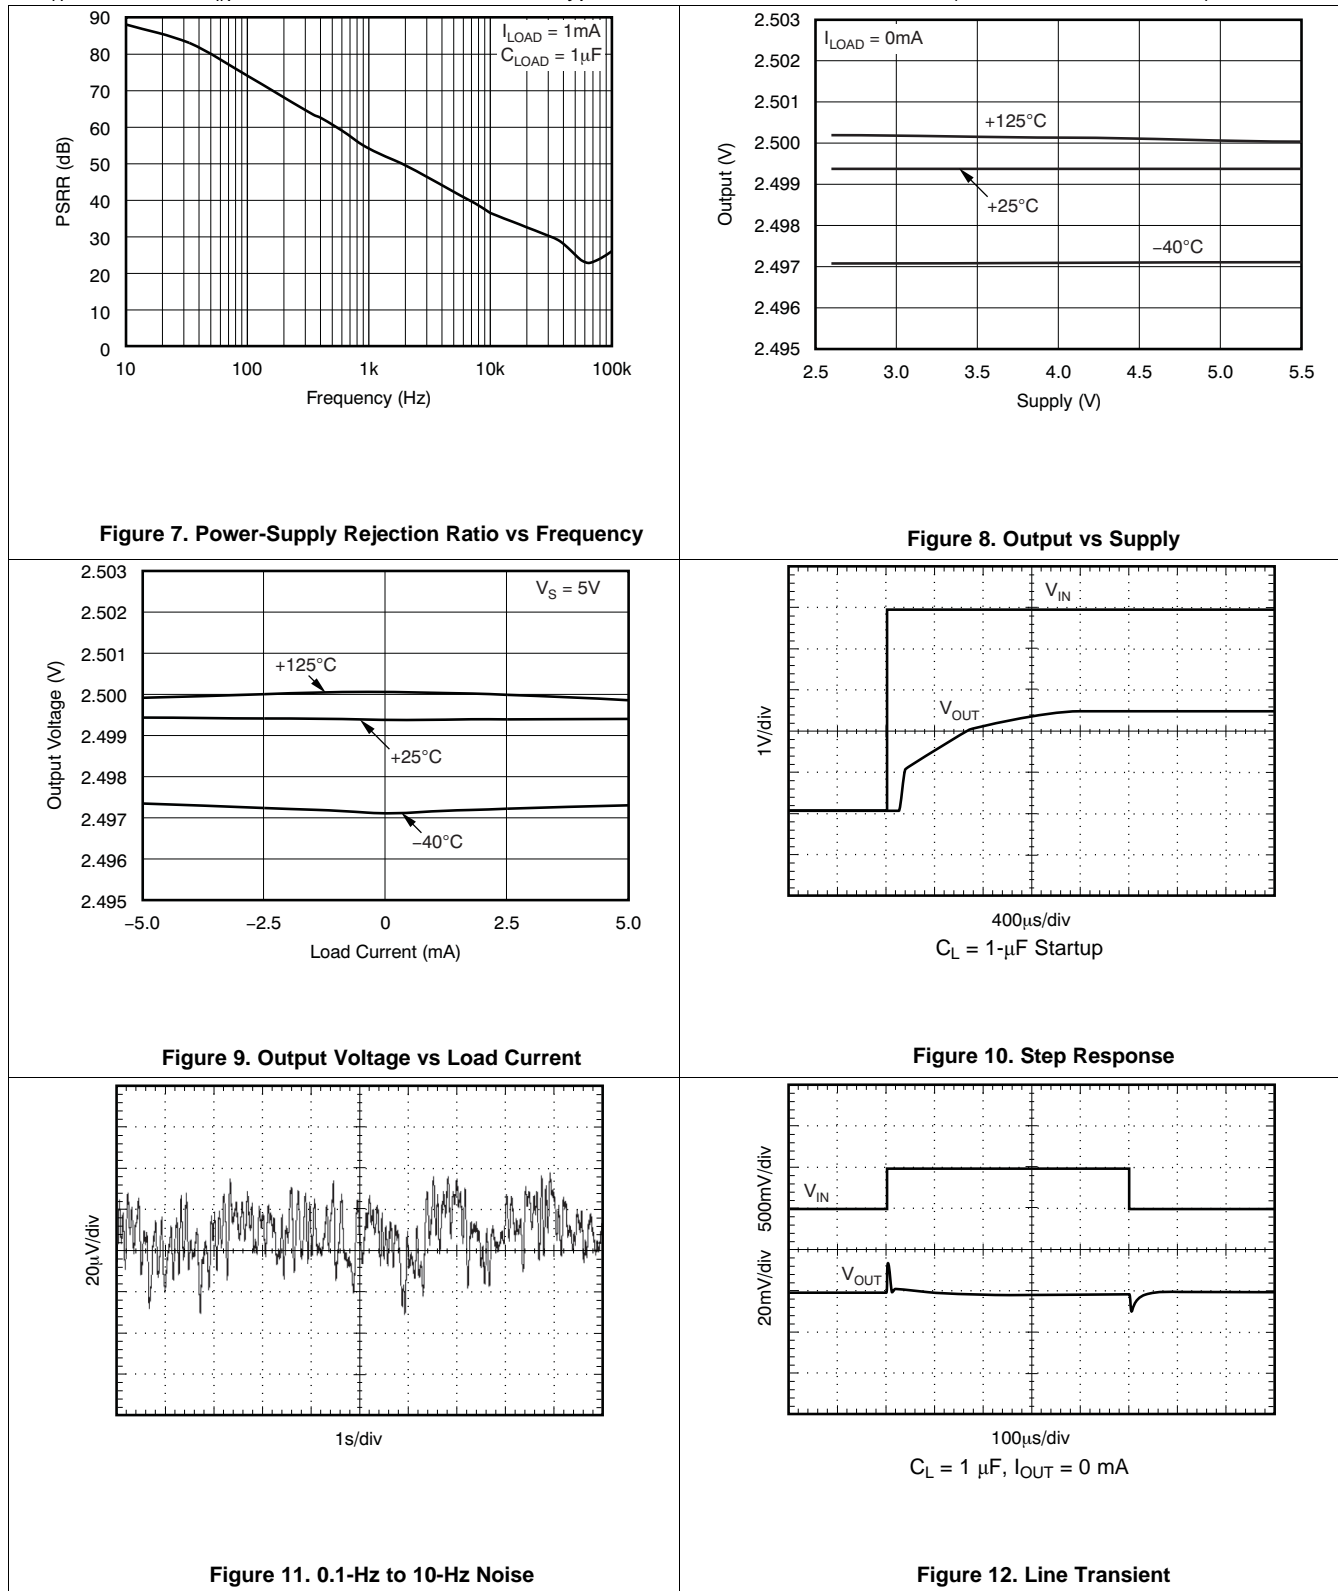 90
80
70
60
50
40
30
20
10
0
PSRR (dB)
I_LOAD = 1mA
C_LOAD = 1μF
10 100 1k 10k 100k
Frequency (Hz)
Figure 7. Power-Supply Rejection Ratio vs Frequency
2.503
2.502
2.501
2.500
2.499
2.498
2.497
2.496
2.495
Output (V)
I_LOAD = 0mA
+125°C
+25°C
−40°C
2.5 3.0 3.5 4.0 4.5 5.0 5.5
Supply (V)
Figure 8. Output vs Supply
2.503
2.502
2.501
2.500
2.499
2.498
2.497
2.496
2.495
Output Voltage (V)
V_S = 5V
+125°C
+25°C
−40°C
−5.0 −2.5 0 2.5 5.0
Load Current (mA)
Figure 9. Output Voltage vs Load Current
1V/div
V_IN
V_OUT
400μs/div
C_L = 1-μF Startup
Figure 10. Step Response
20μV/div
1s/div
Figure 11. 0.1-Hz to 10-Hz Noise
500mV/div
20mV/div
V_IN
V_OUT
100μs/div
C_L = 1 μF, I_OUT = 0 mA
Figure 12. Line Transient